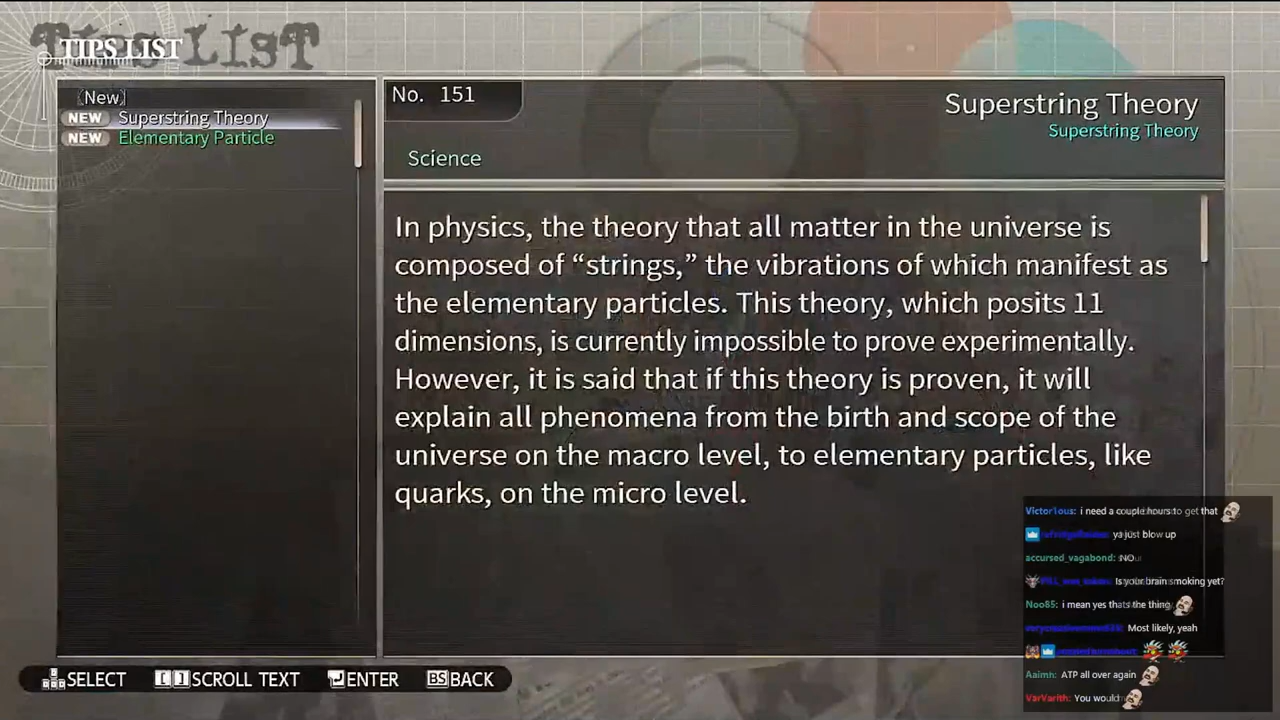 TIPS LIST
[New]
NEW Superstring Theory
NEW Elementary Particle
No. 151
Superstring Theory
Superstring Theory
Science
In physics, the theory that all matter in the universe is
composed of “strings,” the vibrations of which manifest as
the elementary particles. This theory, which posits 11
dimensions, is currently impossible to prove experimentally.
However, it is said that if this theory is proven, it will
explain all phenomena from the birth and scope of the
universe on the macro level, to elementary particles, like
quarks, on the micro level.
Victor1ous: i need a couple hours to get that
ya just blow up
accursed_vagabond: NO
Is your brain smoking yet?
Noo85: i mean yes thats the thing
Most likely, yeah
Aaimh: ATP all over again
VarVarith: You would
SELECT
[ ] SCROLL TEXT
ENTER
BS BACK